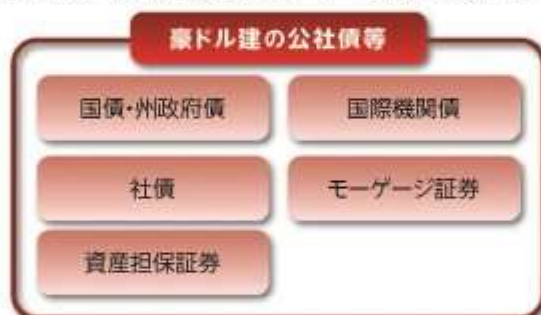 豪ドル建の公社債等
国債・州政府債
国際機関債
社債
モーゲージ証券
資産担保証券